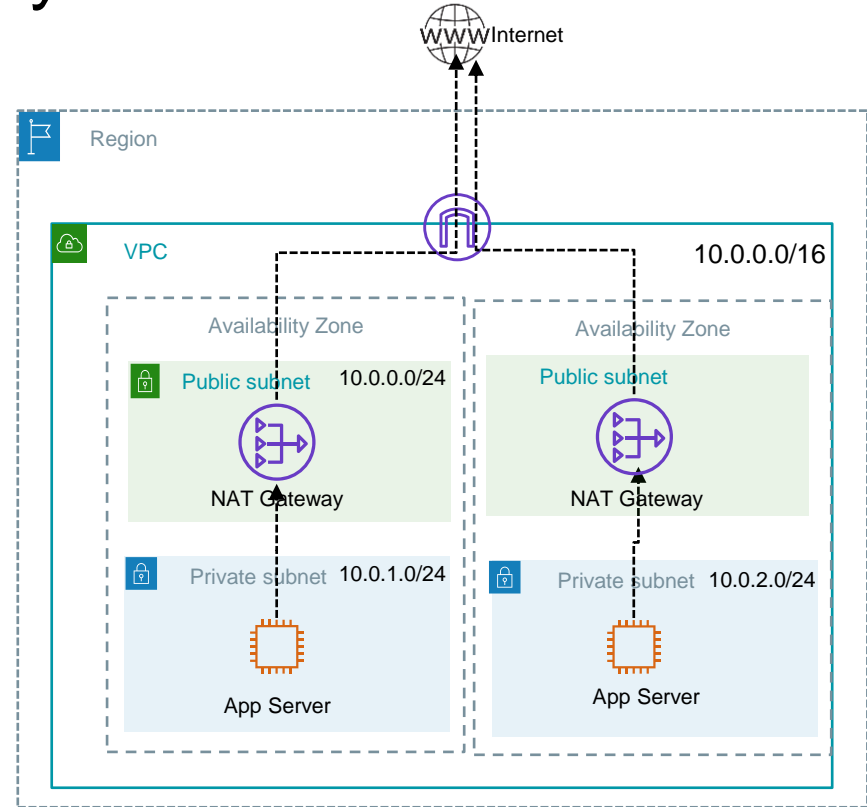 y
WWW Internet
Region
VPC
10.0.0.0/16
Availability Zone
Availability Zone
Public subnet 10.0.0.0/24
Public subnet
NAT Gateway
NAT Gateway
Private subnet 10.0.1.0/24
Private subnet 10.0.2.0/24
App Server
App Server